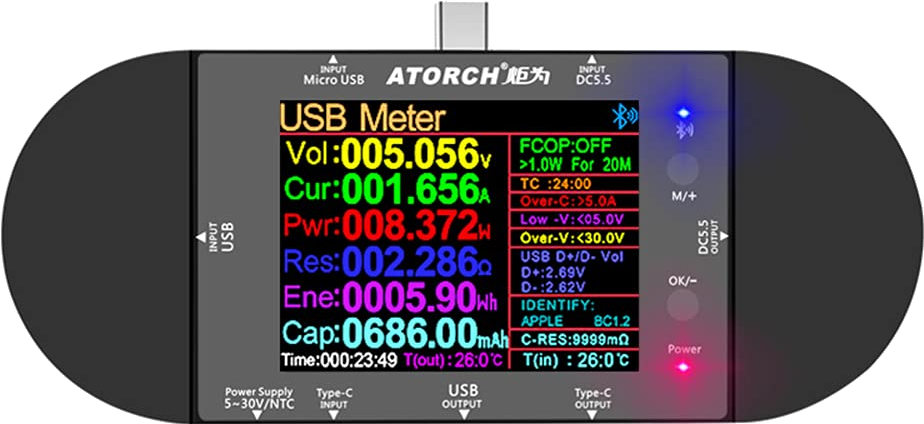 INPUT
Micro USB
ATORCH®炬为
INPUT
DC5.5
USB Meter
Vol:005.056V
Cur:001.656A
Pwr:008.372W
Res:002.286Ω
Ene:0005.90Wh
Cap:0686.00mAh
Time:000:23:49 T(out) :26.0℃
FCOP:OFF
>1.0W For 20M
TC :24:00
Over-C:>5.0A
Low -V:<05.0V
Over-V:<30.0V
USB D+/D- Vol
D+:2.69V
D-:2.62V
IDENTIFY:
APPLE BC1.2
C-RES:9999mΩ
T(in) : 26.0℃
INPUT
USB
M/+
DC5.5
OUTPUT
OK/−
Power
Power Supply
5~30V/NTC
Type-C
INPUT
USB
OUTPUT
Type-C
OUTPUT